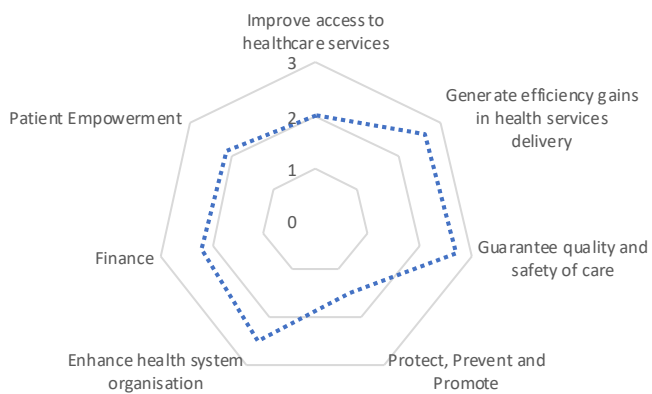 Improve access to
healthcare services
3
Generate efficiency gains
in health services
delivery
Patient Empowerment
2
1
0
Guarantee quality and
safety of care
Finance
Enhance health system
organisation
Protect, Prevent and
Promote